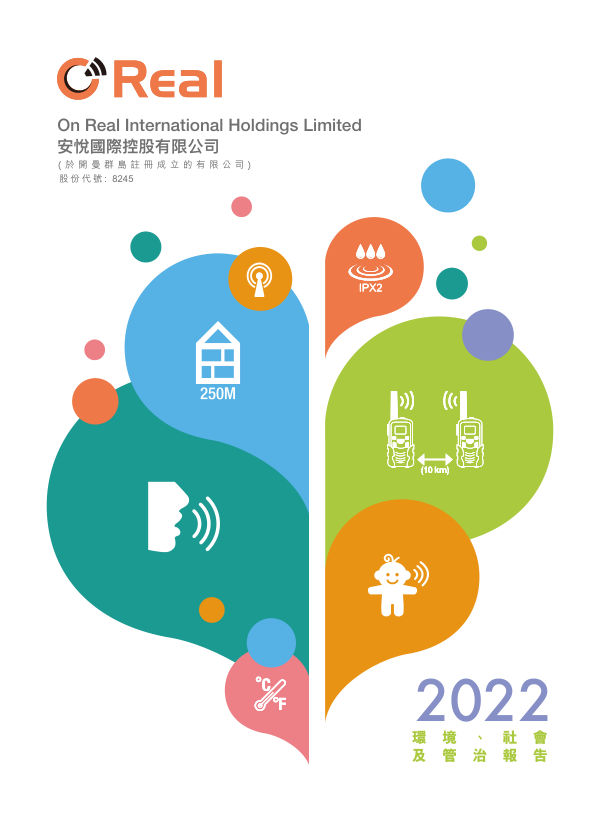 Real
On Real International Holdings Limited
安悅國際控股有限公司
(於開曼群島註冊成立的有限公司)
股份代號: 8245
IPX2
250M
(10 km)
°C
°F
2022
環境、社會
及管治報告